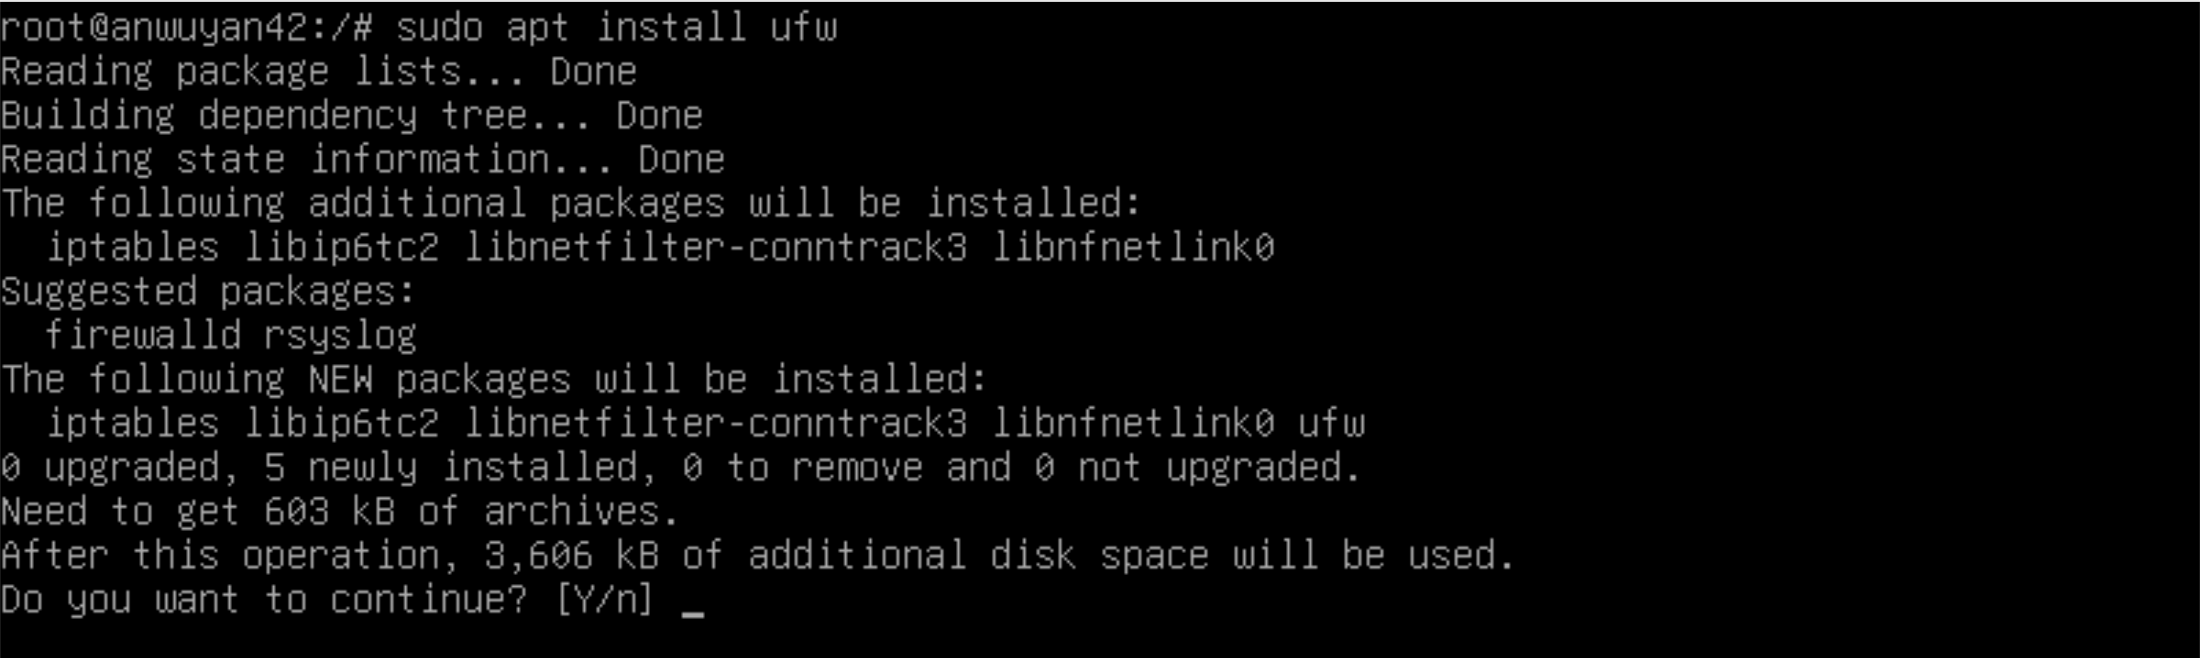 root@anwuyan42:/# sudo apt install ufw
Reading package lists... Done
Building dependency tree... Done
Reading state information... Done
The following additional packages will be installed:
  iptables libip6tc2 libnetfilter-conntrack3 libnfnetlink0
Suggested packages:
  firewalld rsyslog
The following NEW packages will be installed:
  iptables libip6tc2 libnetfilter-conntrack3 libnfnetlink0 ufw
0 upgraded, 5 newly installed, 0 to remove and 0 not upgraded.
Need to get 603 kB of archives.
After this operation, 3,606 kB of additional disk space will be used.
Do you want to continue? [Y/n] _